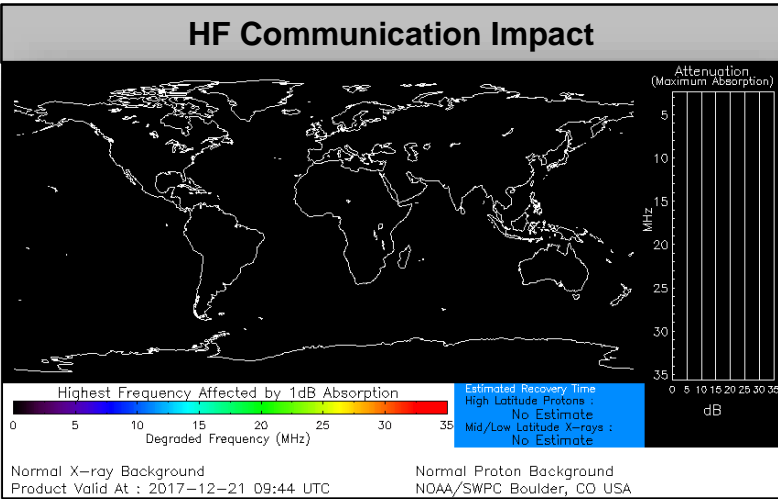 HF Communication Impact
Attenuation
(Maximum Absorption)
5
10
15
20
25
30
35
MHz
0 5 10 15 20 25 30 35
dB
Highest Frequency Affected by 1dB Absorption
0 5 10 15 20 25 30 35
Degraded Frequency (MHz)
Estimated Recovery Time
High Latitude Protons :
No Estimate
Mid/Low Latitude X-rays :
No Estimate
Normal X-ray Background
Normal Proton Background
Product Valid At : 2017-12-21 09:44 UTC
NOAA/SWPC Boulder, CO USA